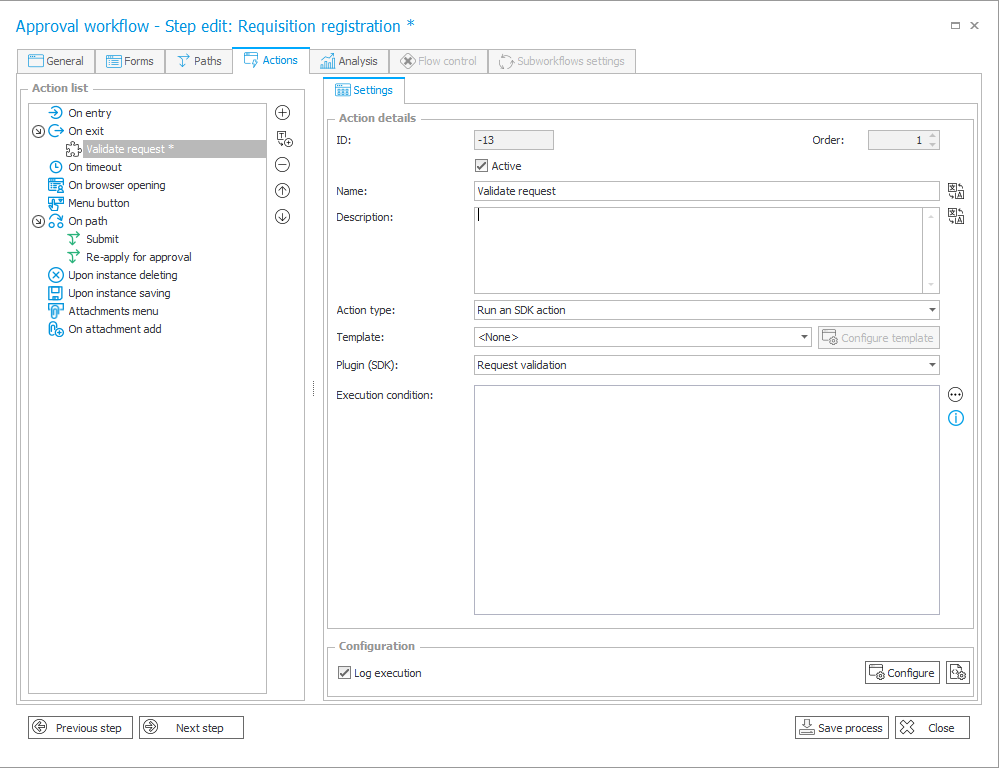 Approval workflow - Step edit: Requisition registration *
General Forms Paths Actions Analysis Flow control Subworkflows settings
Action list
On entry
On exit
Validate request *
On timeout
On browser opening
Menu button
On path
Submit
Re-apply for approval
Upon instance deleting
Upon instance saving
Attachments menu
On attachment add
Settings
Action details
ID: -13 Order: 1
Active
Name: Validate request
Description:
Action type: Run an SDK action
Template: <None> Configure template
Plugin (SDK): Request validation
Execution condition:
Configuration
Log execution Configure
Previous step Next step Save process Close